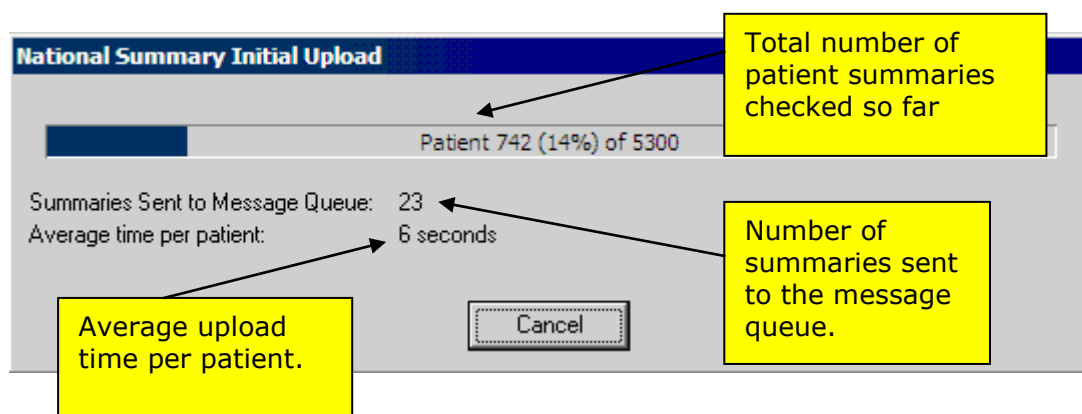 Total number of
patient summaries
checked so far
National Summary Initial Upload
Patient 742 (14%) of 5300
Summaries Sent to Message Queue: 23
Average time per patient: 6 seconds
Number of
summaries sent
to the message
queue.
Average upload
time per patient.
Cancel